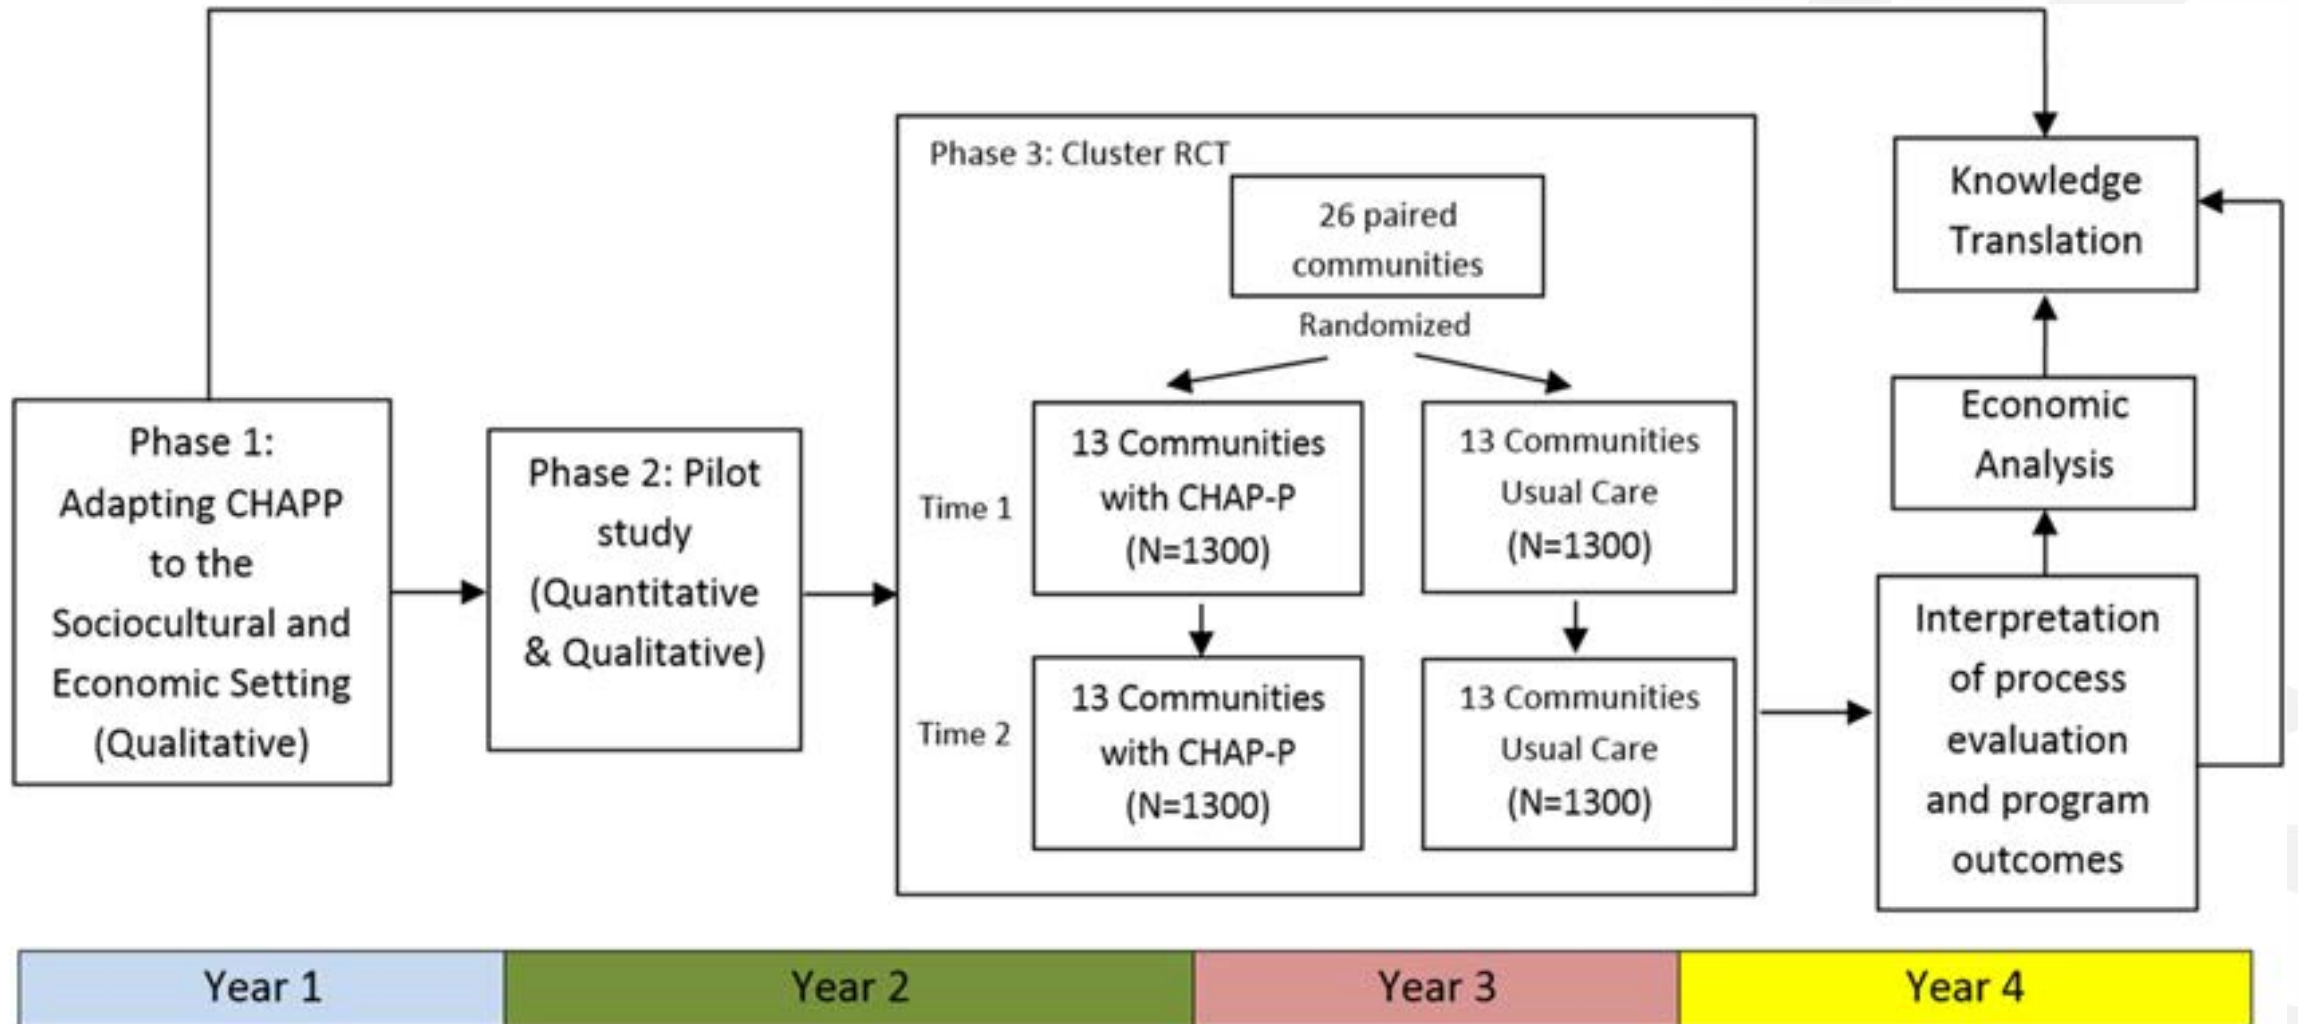 Phase 1:
Adapting CHAPP
to the
Sociocultural and
Economic Setting
(Qualitative)
Phase 2: Pilot
study
(Quantitative
& Qualitative)
Phase 3: Cluster RCT
26 paired
communities
Randomized
Time 1
13 Communities
with CHAP-P
(N=1300)
13 Communities
Usual Care
(N=1300)
Time 2
13 Communities
with CHAP-P
(N=1300)
13 Communities
Usual Care
(N=1300)
Knowledge
Translation
Economic
Analysis
Interpretation
of process
evaluation
and program
outcomes
Year 1
Year 2
Year 3
Year 4